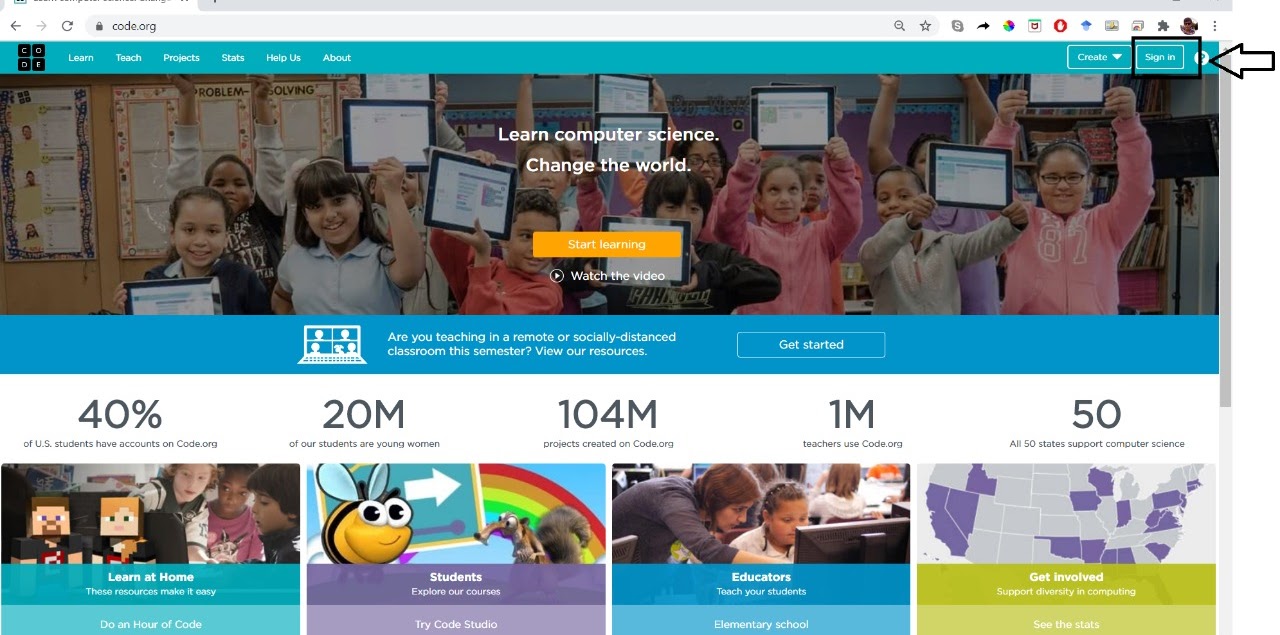 code.org
C O
D E
Learn
Teach
Projects
Stats
Help Us
About
Create
Sign in
?
PROBLEM-SOLVING
Learn computer science.
Change the world.
Start learning
Watch the video
Are you teaching in a remote or socially-distanced
classroom this semester? View our resources.
Get started
40%
of U.S. students have accounts on Code.org
20M
of our students are young women
104M
projects created on Code.org
1M
teachers use Code.org
50
All 50 states support computer science
Learn at Home
These resources make it easy
Do an Hour of Code
Students
Explore our courses
Try Code Studio
Educators
Teach your students
Elementary school
Get involved
Support diversity in computing
See the stats